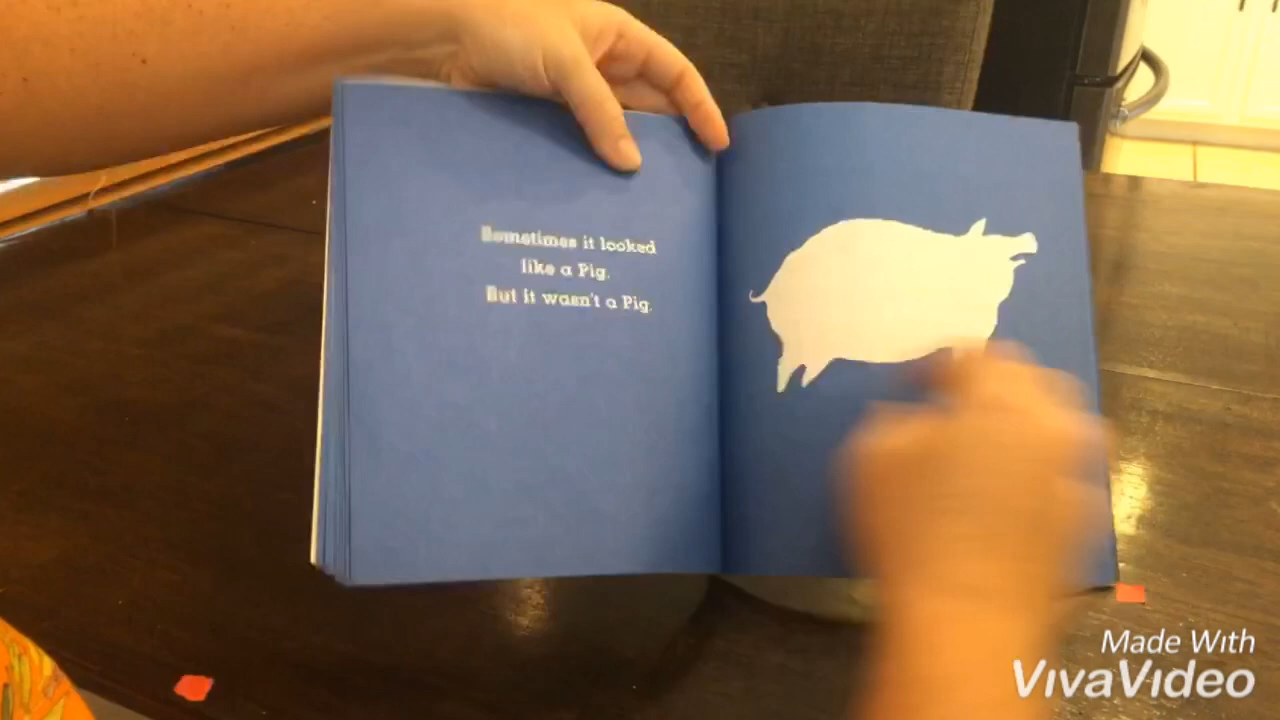 Sometimes it looked
like a Pig.
But it wasn't a Pig.
Made With
VivaVideo